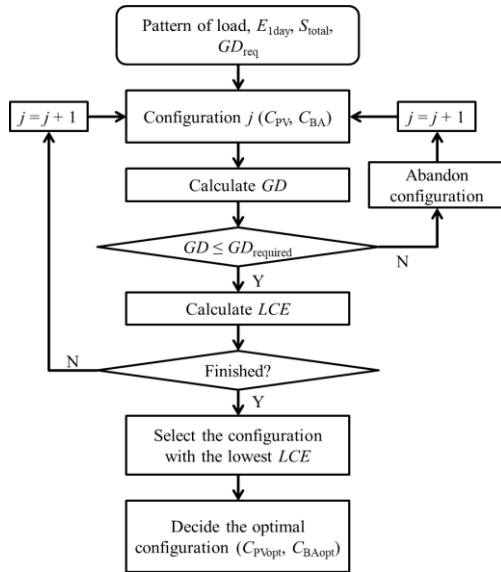 Pattern of load, E1day, Stotal,
GDreq
j = j + 1
Configuration j (CPV, CBA)
j = j + 1
Calculate GD
Abandon
configuration
GD ≤ GDrequired
N
Y
Calculate LCE
N
Finished?
Y
Select the configuration
with the lowest LCE
Decide the optimal
configuration (CPVopt, CBAopt)